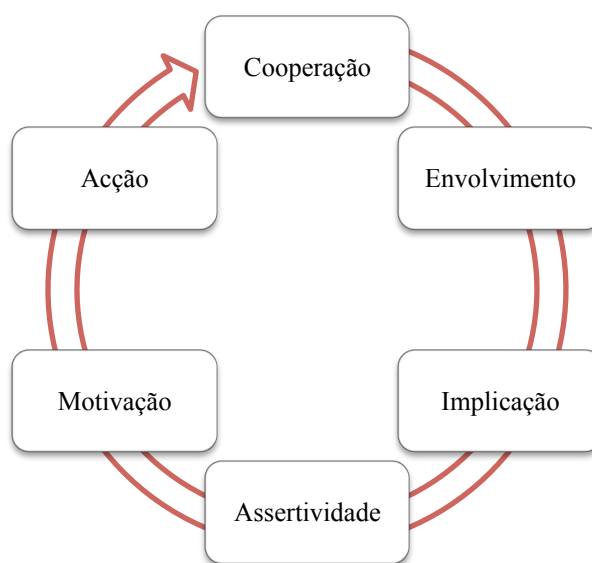 Cooperação
Envolvimento
Implicação
Assertividade
Motivação
Acção